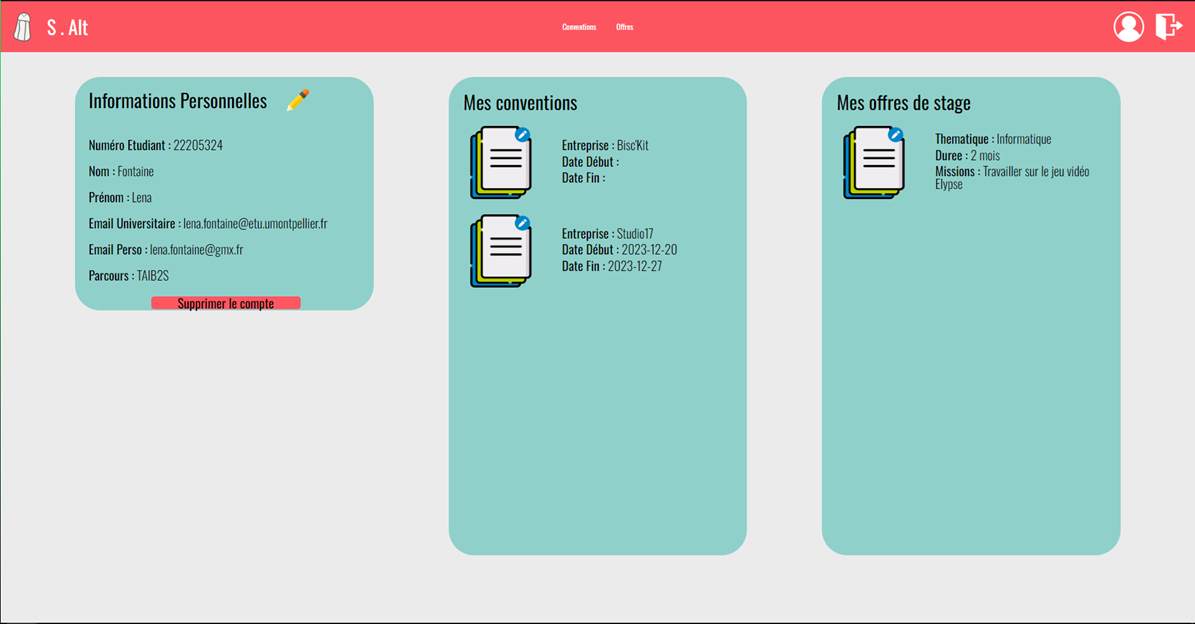 S . Alt
Conventions
Offres
Informations Personnelles
Numéro Etudiant : 22205324
Nom : Fontaine
Prénom : Lena
Email Universitaire : lena.fontaine@etu.umontpellier.fr
Email Perso : lena.fontaine@gmx.fr
Parcours : TAIB2S
Supprimer le compte
Mes conventions
Entreprise : Bisc'Kit
Date Début :
Date Fin :
Entreprise : Studio17
Date Début : 2023-12-20
Date Fin : 2023-12-27
Mes offres de stage
Thematique : Informatique
Duree : 2 mois
Missions : Travailler sur le jeu vidéo
Elypse